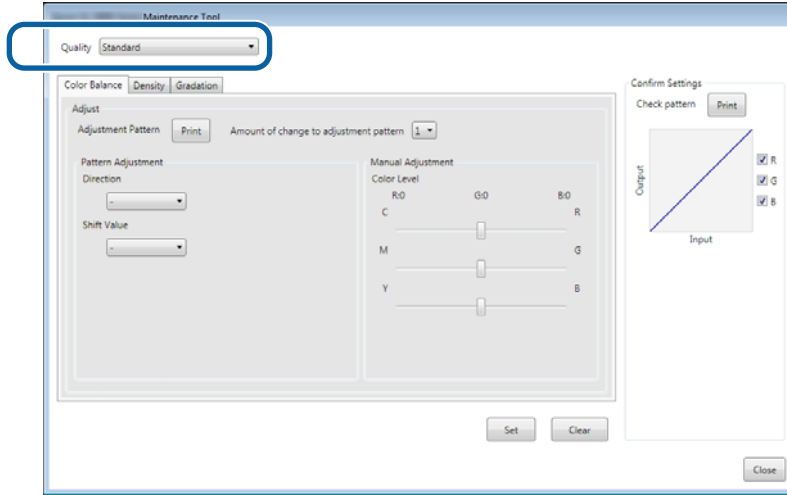 Maintenance Tool
Quality Standard
Color Balance Density Gradation
Adjust
Adjustment Pattern Print Amount of change to adjustment pattern 1
Pattern Adjustment
Direction
-
Shift Value
-
Manual Adjustment
Color Level
R:0 G:0 B:0
C R
M G
Y B
Set Clear
Confirm Settings
Check pattern Print
Output
Input
R
G
B
Close